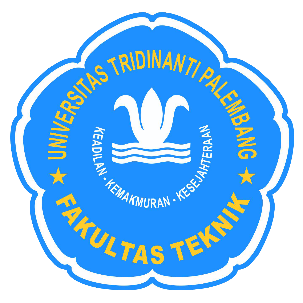 UNIVERSITAS TRIDINANTI PALEMBANG
KEADILAN - KEMAKMURAN - KESEJAHTERAAN
FAKULTAS TEKNIK